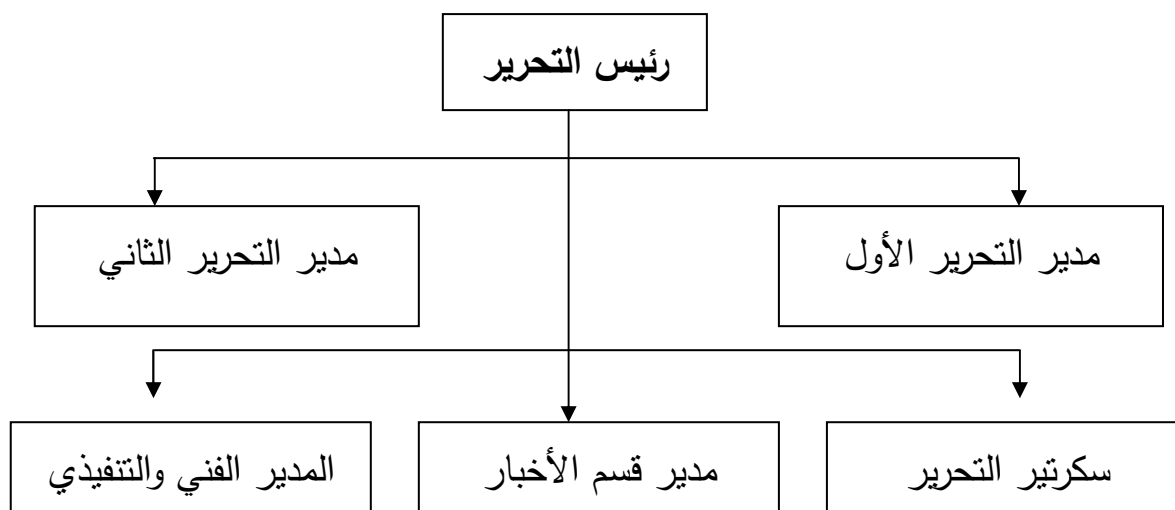 رئيس التحرير
مدير التحرير الأول
مدير التحرير الثاني
سكرتير التحرير
مدير قسم الأخبار
المدير الفني والتنفيذي